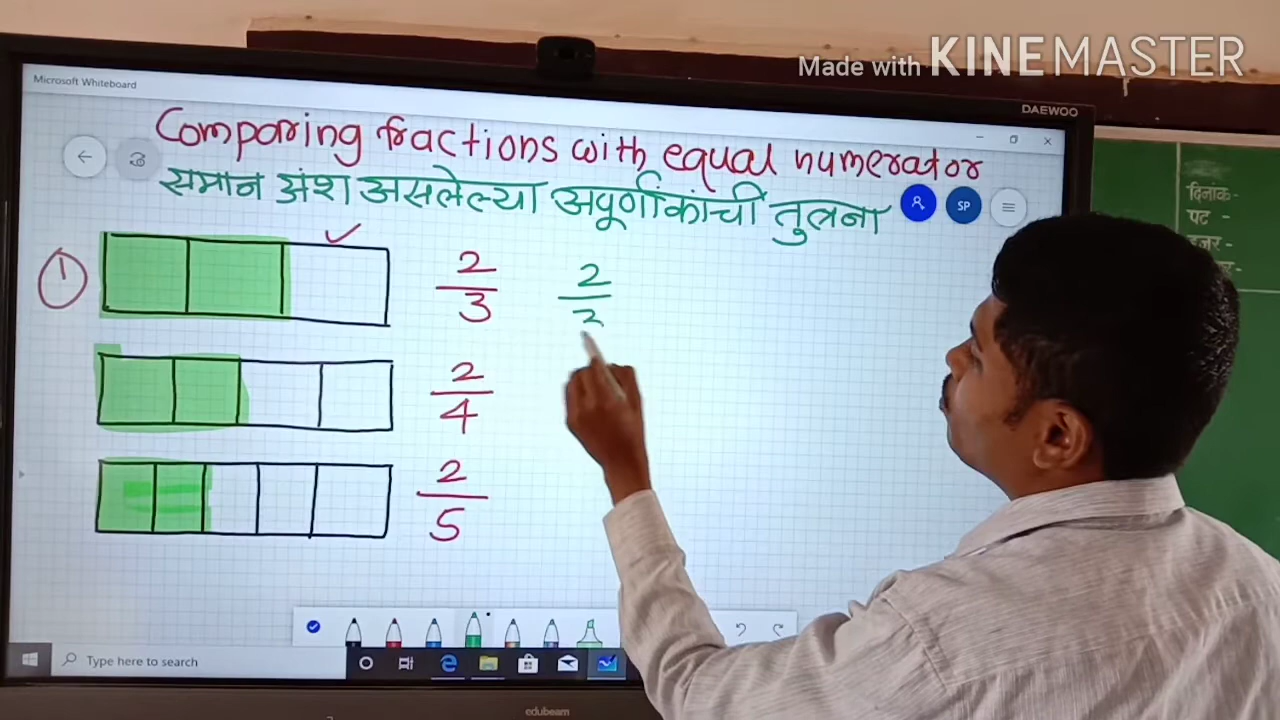 Made with KINEMASTER
Microsoft Whiteboard
DAEWOO
Comparing fractions with equal numerator
समान अंश असलेल्या अपूर्णांकांची तुलना
SP
दिनांक-
पट -
1
2
3
2
2
4
2
5
Type here to search
edubeam